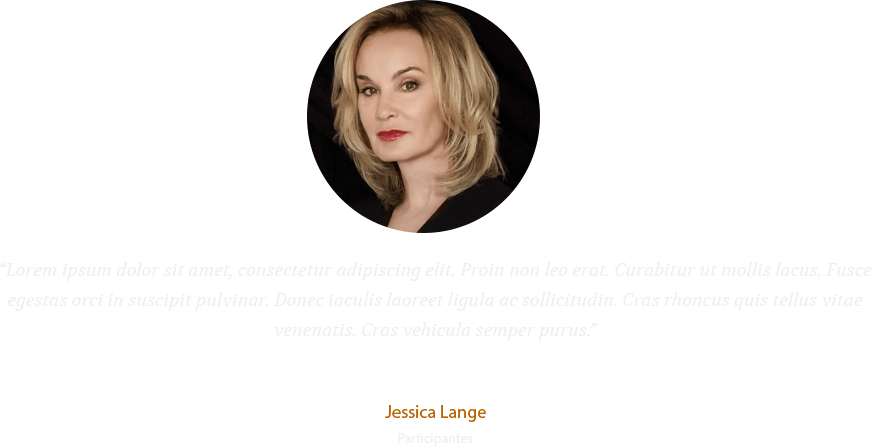 “Lorem ipsum dolor sit amet, consectetur adipiscing elit. Proin non leo erat. Curabitur ut mollis lacus. Fusce
egestas orci in suscipit pulvinar. Donec iaculis laoreet ligula ac sollicitudin. Cras rhoncus quis tellus vitae
venenatis. Cras vehicula semper purus.”
Jessica Lange
Participantes